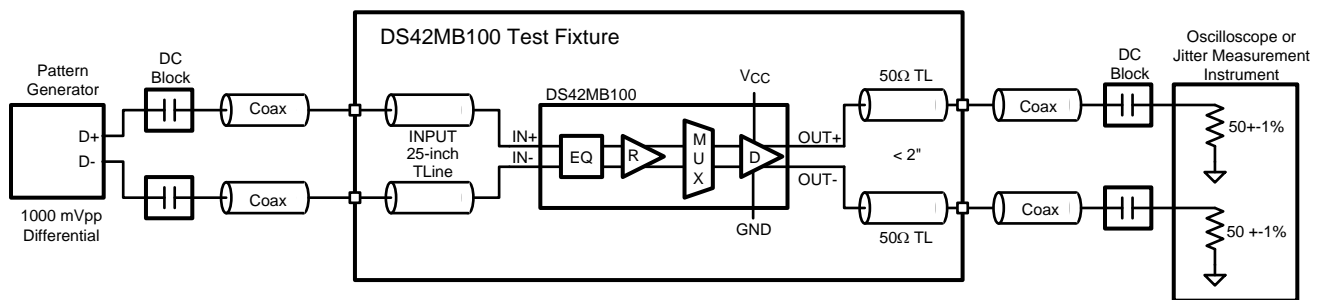 DS42MB100 Test Fixture
Pattern
Generator
D+
D-
1000 mVpp
Differential
DC
Block
Coax
Coax
INPUT
25-inch
TLine
DS42MB100
IN+
IN-
EQ
R
M
U
X
D
VCC
GND
OUT+
OUT-
50Ω TL
< 2"
50Ω TL
Coax
Coax
DC
Block
Oscilloscope or
Jitter Measurement
Instrument
50+-1%
50 +-1%